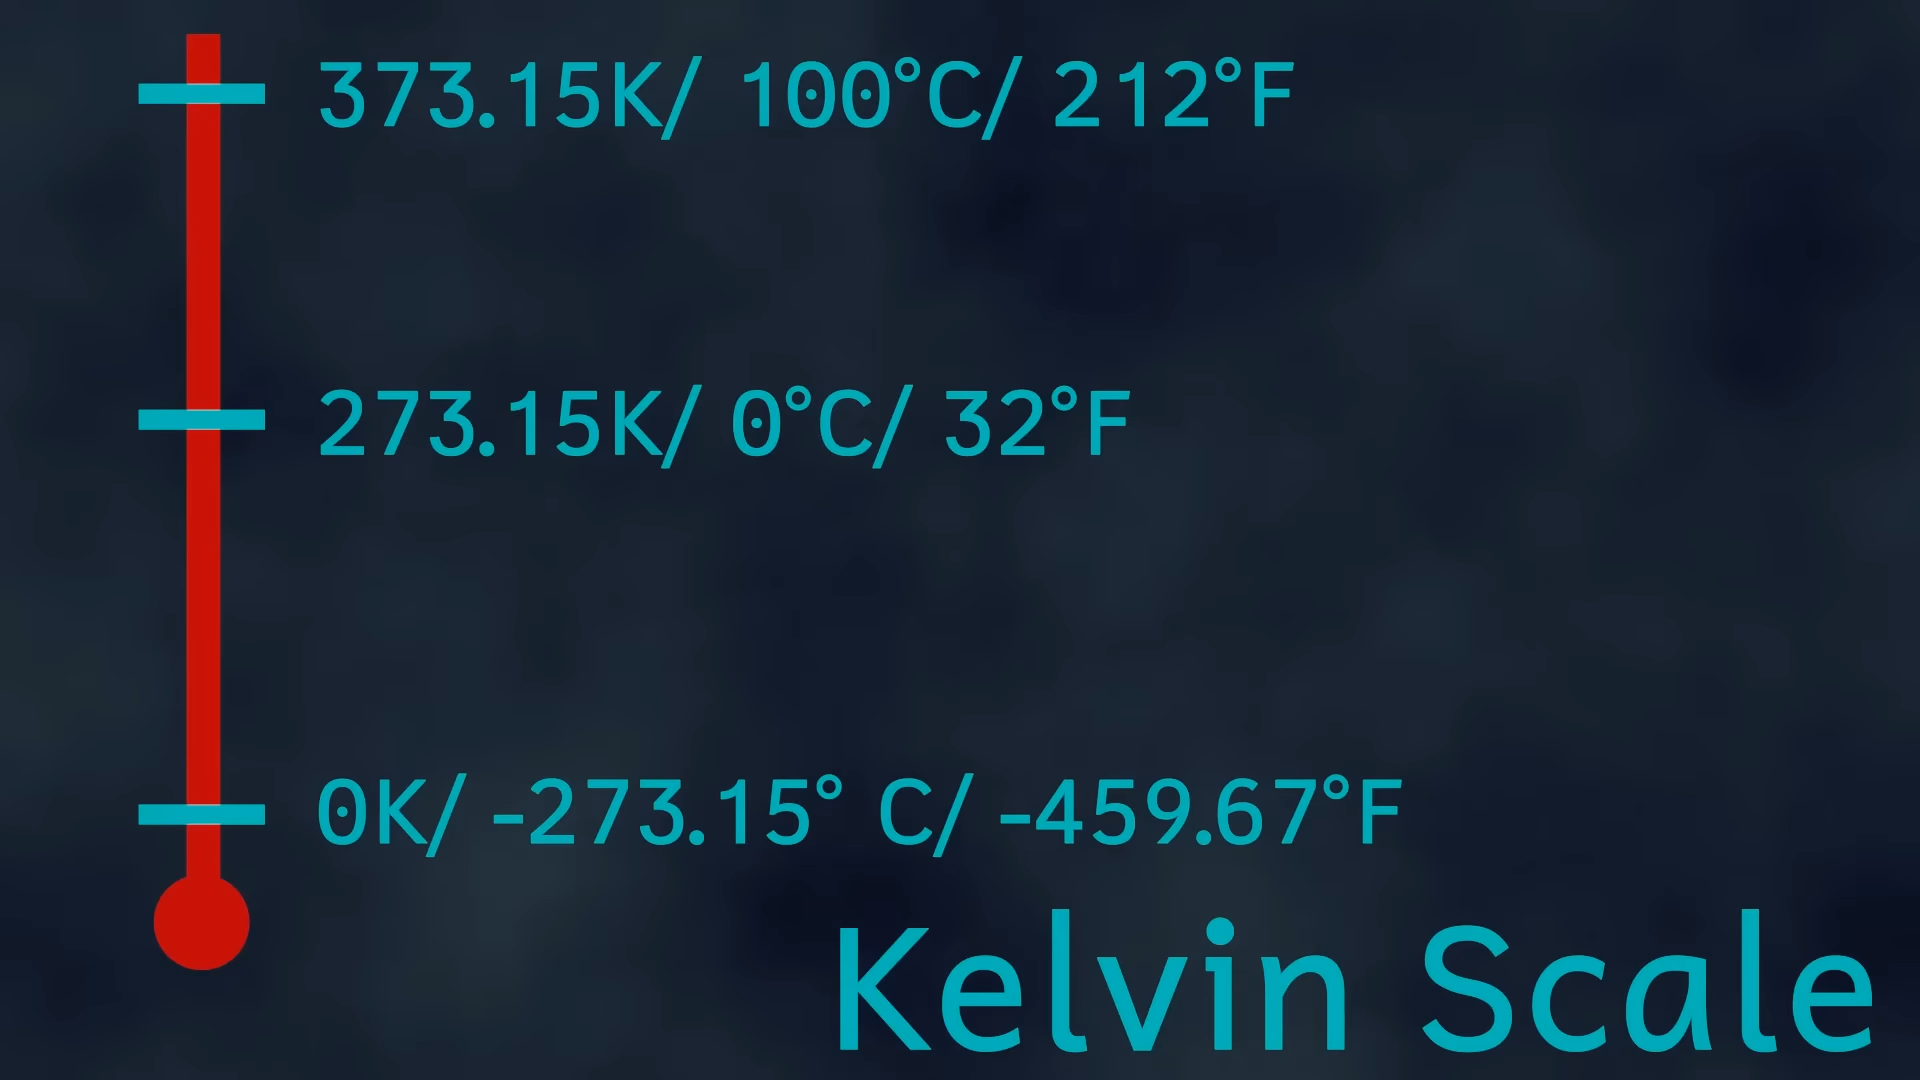 373.15K/ 100°C/ 212°F
273.15K/ 0°C/ 32°F
0K/ -273.15° C/ -459.67°F
Kelvin Scale